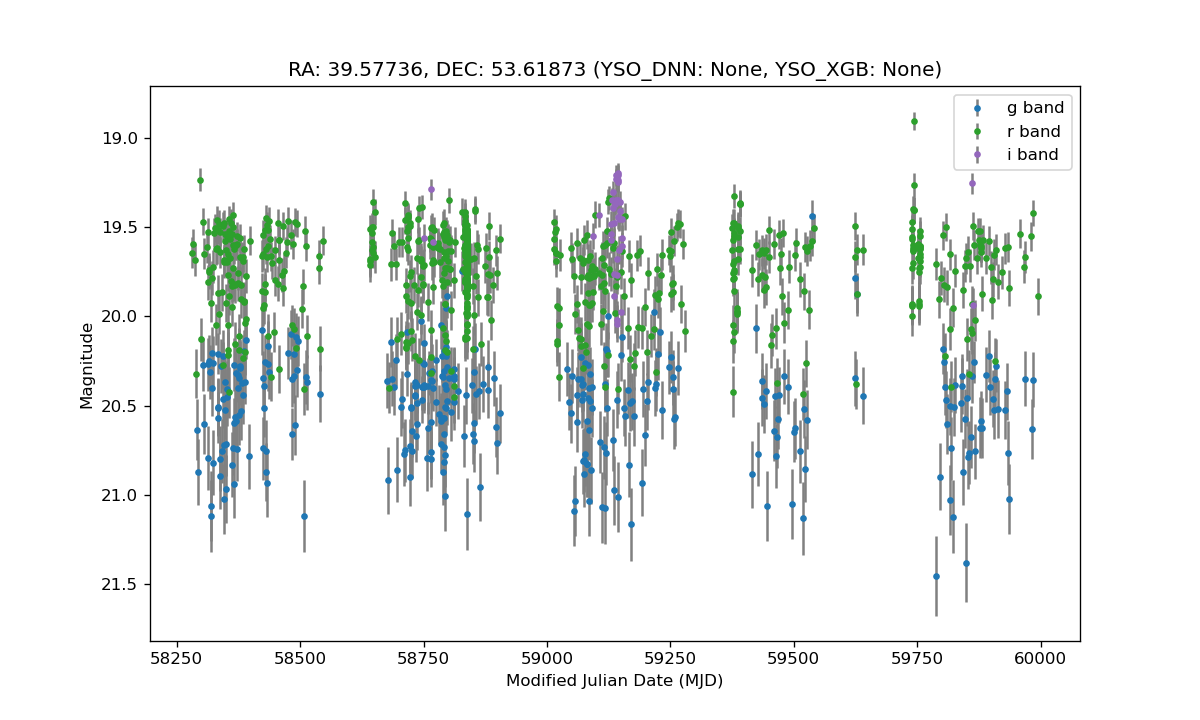 RA: 39.57736, DEC: 53.61873 (YSO_DNN: None, YSO_XGB: None)
g band
r band
i band
19.0
19.5
20.0
20.5
21.0
21.5
Magnitude
58250 58500 58750 59000 59250 59500 59750 60000
Modified Julian Date (MJD)